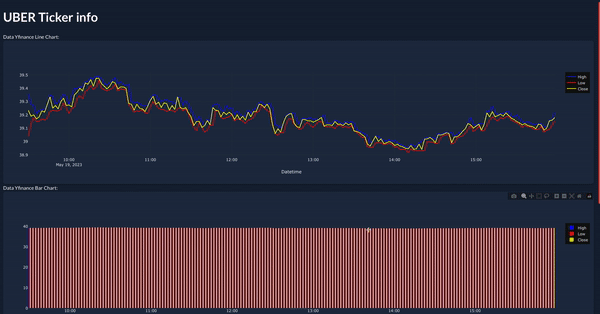 UBER Ticker info
Data Yfinance Line Chart:
39.5
39.4
39.3
39.2
39.1
39
38.9
High
Low
Close
10:00
May 19, 2023
11:00
12:00
13:00
14:00
15:00
Datetime
Data Yfinance Bar Chart:
40
30
20
10
0
High
Low
Close
10:00
11:00
12:00
13:00
14:00
15:00